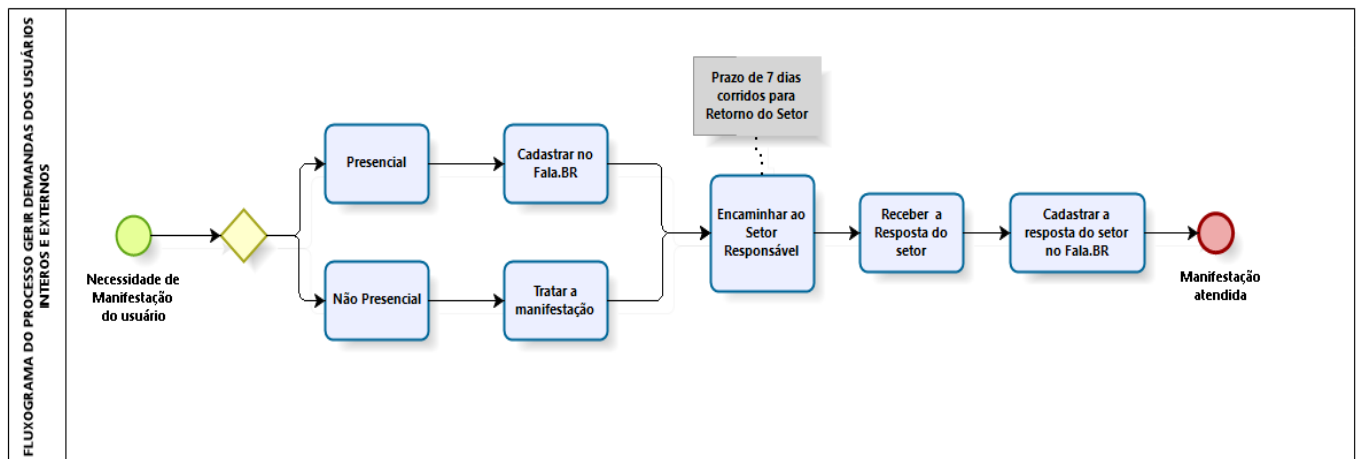 FLUXOGRAMA DO PROCESSO GERIR DEMANDAS DOS USUÁRIOS
INTEROS E EXTERNOS
Necessidade de
Manifestação
do usuário
Presencial
Cadastrar no
Fala.BR
Não Presencial
Tratar a
manifestação
Prazo de 7 dias
corridos para
Retorno do Setor
Encaminhar ao
Setor
Responsável
Receber a
Resposta do
setor
Cadastrar a
resposta do setor
no Fala.BR
Manifestação
atendida